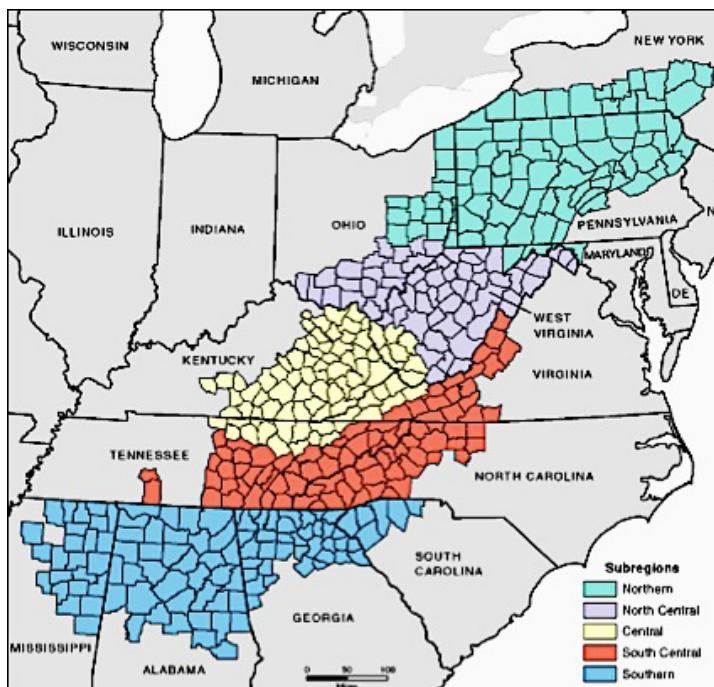 NEW YORK
WISCONSIN
MICHIGAN
PENNSYLVANIA
ILLINOIS
INDIANA
OHIO
N
MARYLAND
DE
WEST
VIRGINIA
KENTUCKY
VIRGINIA
TENNESSEE
NORTH CAROLINA
SOUTH
CAROLINA
GEORGIA
MISSISSIPPI
ALABAMA
Subregions
Northern
North Central
Central
South Central
Southern
0 50 100